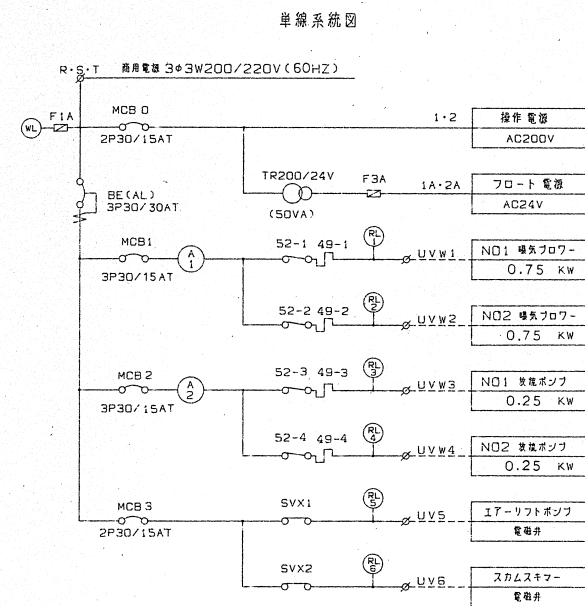 単線系統図
R・S・T 商用電源 3φ3W200/220V(60HZ)
F1A
WL
MCB 0
2P30/15AT
1・2
操作 電源
AC200V
TR200/24V
(50VA)
F3A
1A・2A
フロート 電源
AC24V
BE(AL)
3P30/30AT
MCB1
3P30/15AT
A
1
52-1 49-1
RL
1
UVW1
NO1 曝気ブロワー
0.75 KW
52-2 49-2
RL
2
UVW2
NO2 曝気ブロワー
0.75 KW
MCB 2
3P30/15AT
A
2
52-3 49-3
RL
3
UVW3
NO1 放流ポンプ
0.25 KW
52-4 49-4
RL
4
UVW4
NO2 放流ポンプ
0.25 KW
MCB 3
2P30/15AT
SVX1
RL
5
UV5
エアーリフトポンプ
電磁弁
SVX2
RL
6
UV6
スカムスキマー
電磁弁